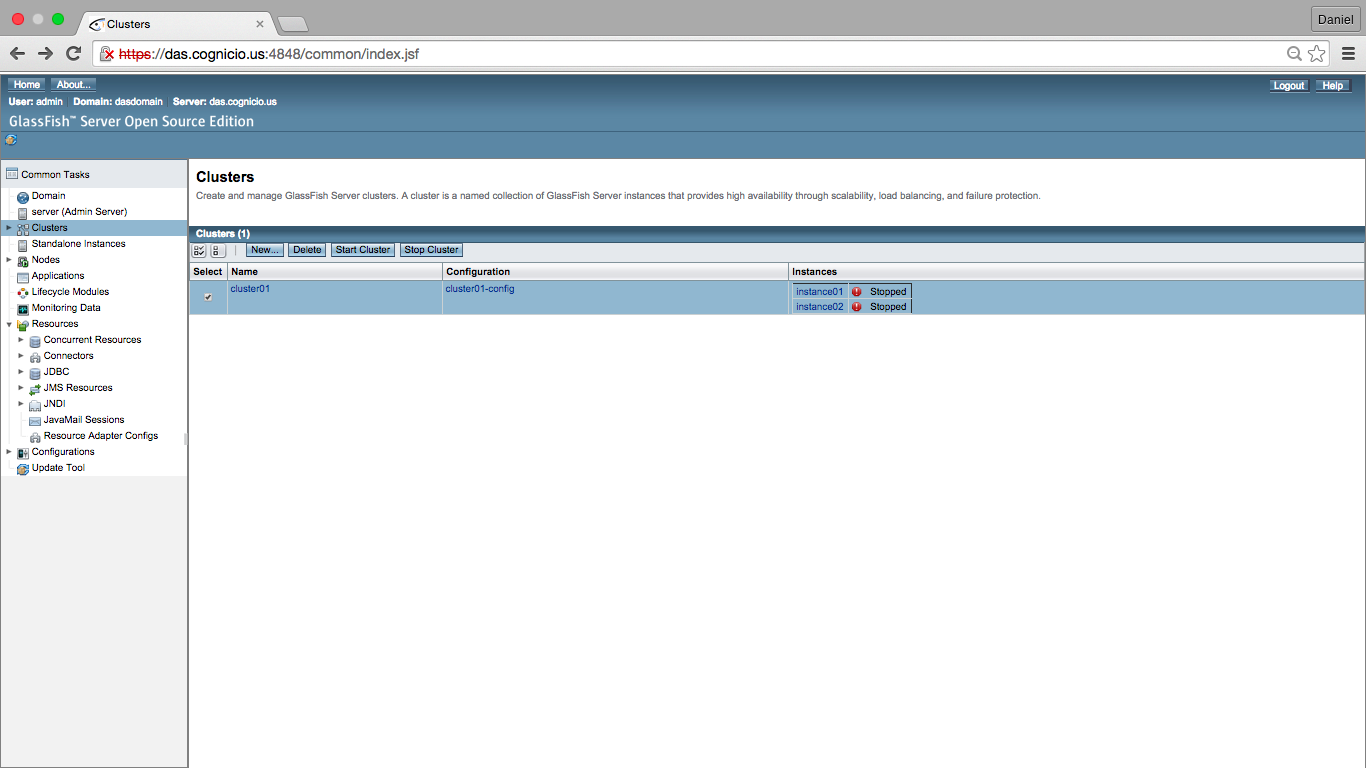 Clusters
Daniel
https://das.cognicio.us:4848/common/index.jsf
Home About... Logout Help
User: admin Domain: dasdomain Server: das.cognicio.us
GlassFish™ Server Open Source Edition
Common Tasks
Domain
server (Admin Server)
Clusters
Standalone Instances
Nodes
Applications
Lifecycle Modules
Monitoring Data
Resources
Concurrent Resources
Connectors
JDBC
JMS Resources
JNDI
JavaMail Sessions
Resource Adapter Configs
Configurations
Update Tool
Clusters
Create and manage GlassFish Server clusters. A cluster is a named collection of GlassFish Server instances that provides high availability through scalability, load balancing, and failure protection.
Clusters (1)
New... Delete Start Cluster Stop Cluster
Select Name Configuration Instances
cluster01 cluster01-config instance01 Stopped
instance02 Stopped